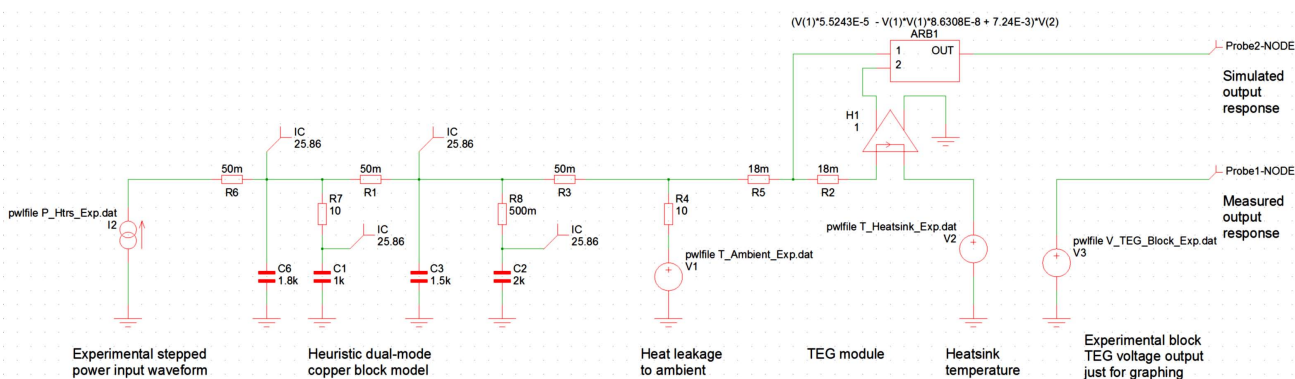 (V(1)*5.5243E-5 - V(1)*V(1)*8.6308E-8 + 7.24E-3)*V(2)
ARB1
1
OUT
2
Probe2-NODE
Simulated
output
response
H1
1
IC
25.86
IC
25.86
50m
R6
50m
R1
50m
R3
18m
R5
18m
R2
Probe1-NODE
Measured
output
response
pwlfile P_Htrs_Exp.dat
I2
R7
10
IC
25.86
R8
500m
IC
25.86
R4
10
pwlfile T_Ambient_Exp.dat
V1
pwlfile T_Heatsink_Exp.dat
V2
pwlfile V_TEG_Block_Exp.dat
V3
C6
1.8k
C1
1k
C3
1.5k
C2
2k
Experimental stepped
power input waveform
Heuristic dual-mode
copper block model
Heat leakage
to ambient
TEG module
Heatsink
temperature
Experimental block
TEG voltage output
just for graphing